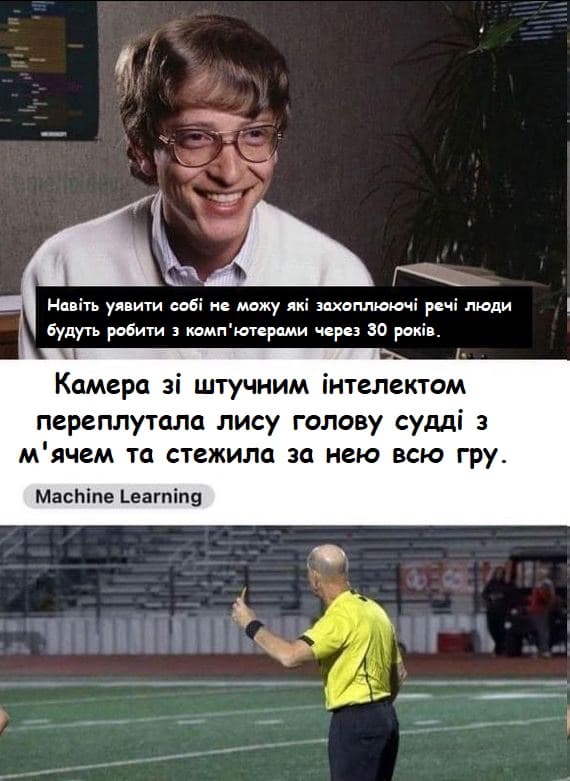 MICROSOFT
Навіть уявити собі не можу які захоплюючі речі люди
будуть робити з комп'ютерами через 30 років.
Камера зі штучним інтелектом
переплутала лису голову судді з
м'ячем та стежила за нею всю гру.
Machine Learning